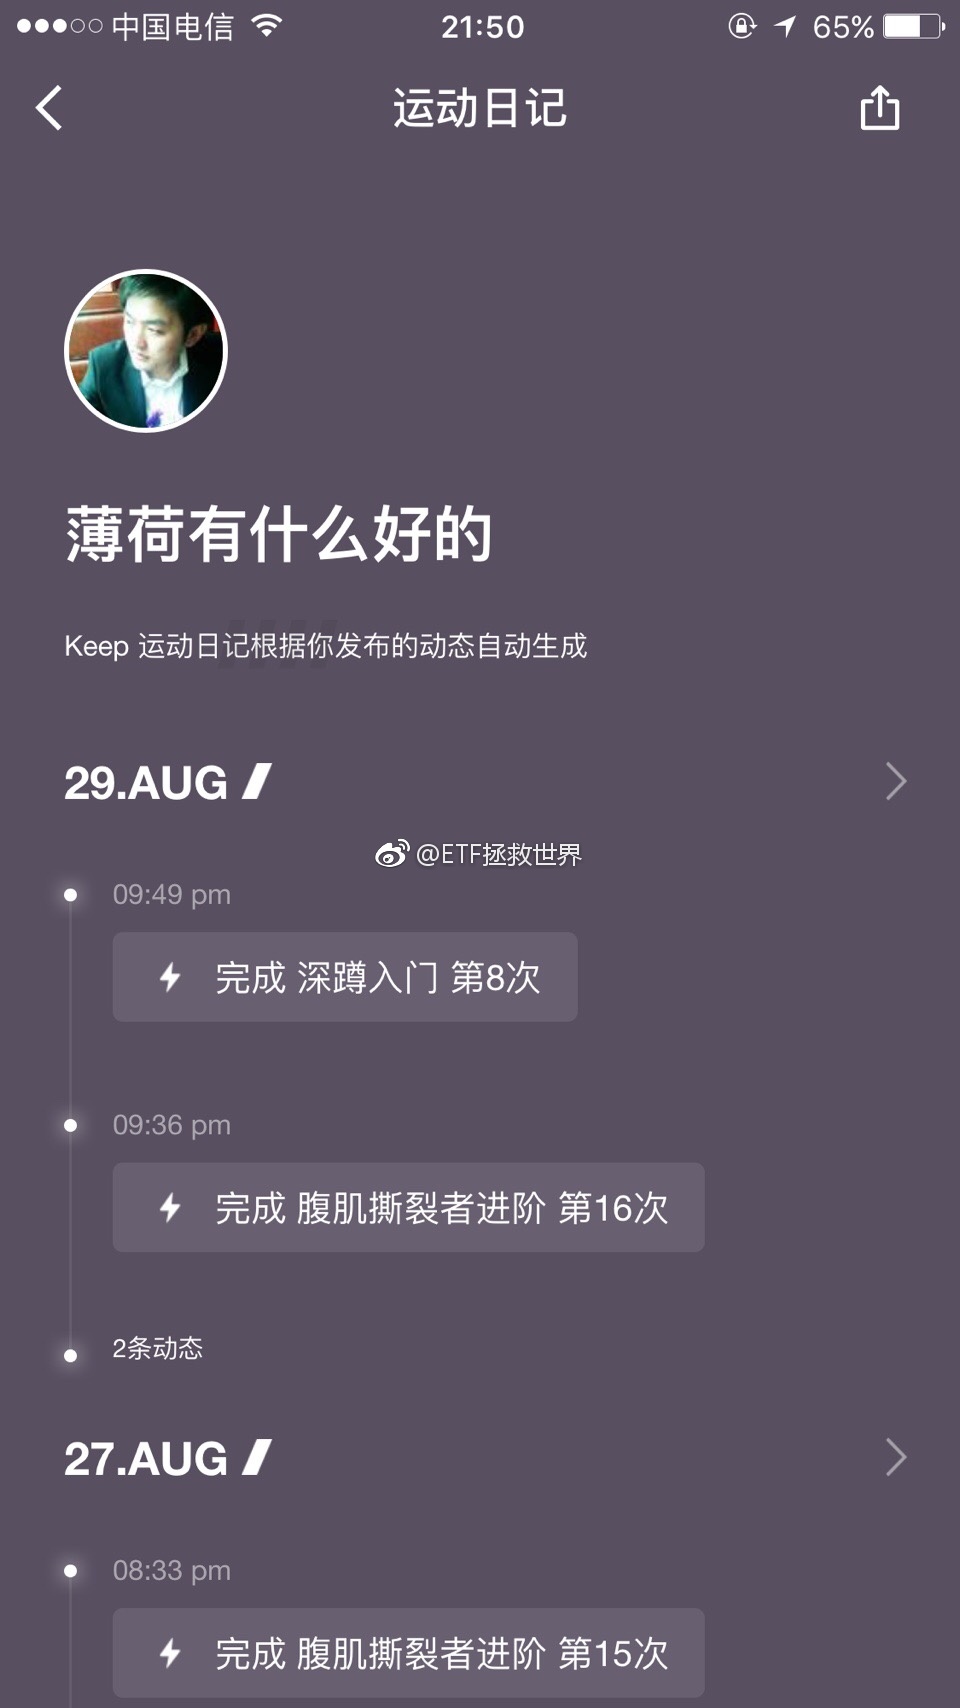 中国电信 21:50 65%
运动日记
薄荷有什么好的
Keep 运动日记根据你发布的动态自动生成
29.AUG
@ETF拯救世界
09:49 pm
完成 深蹲入门 第8次
09:36 pm
完成 腹肌撕裂者进阶 第16次
2条动态
27.AUG
08:33 pm
完成 腹肌撕裂者进阶 第15次